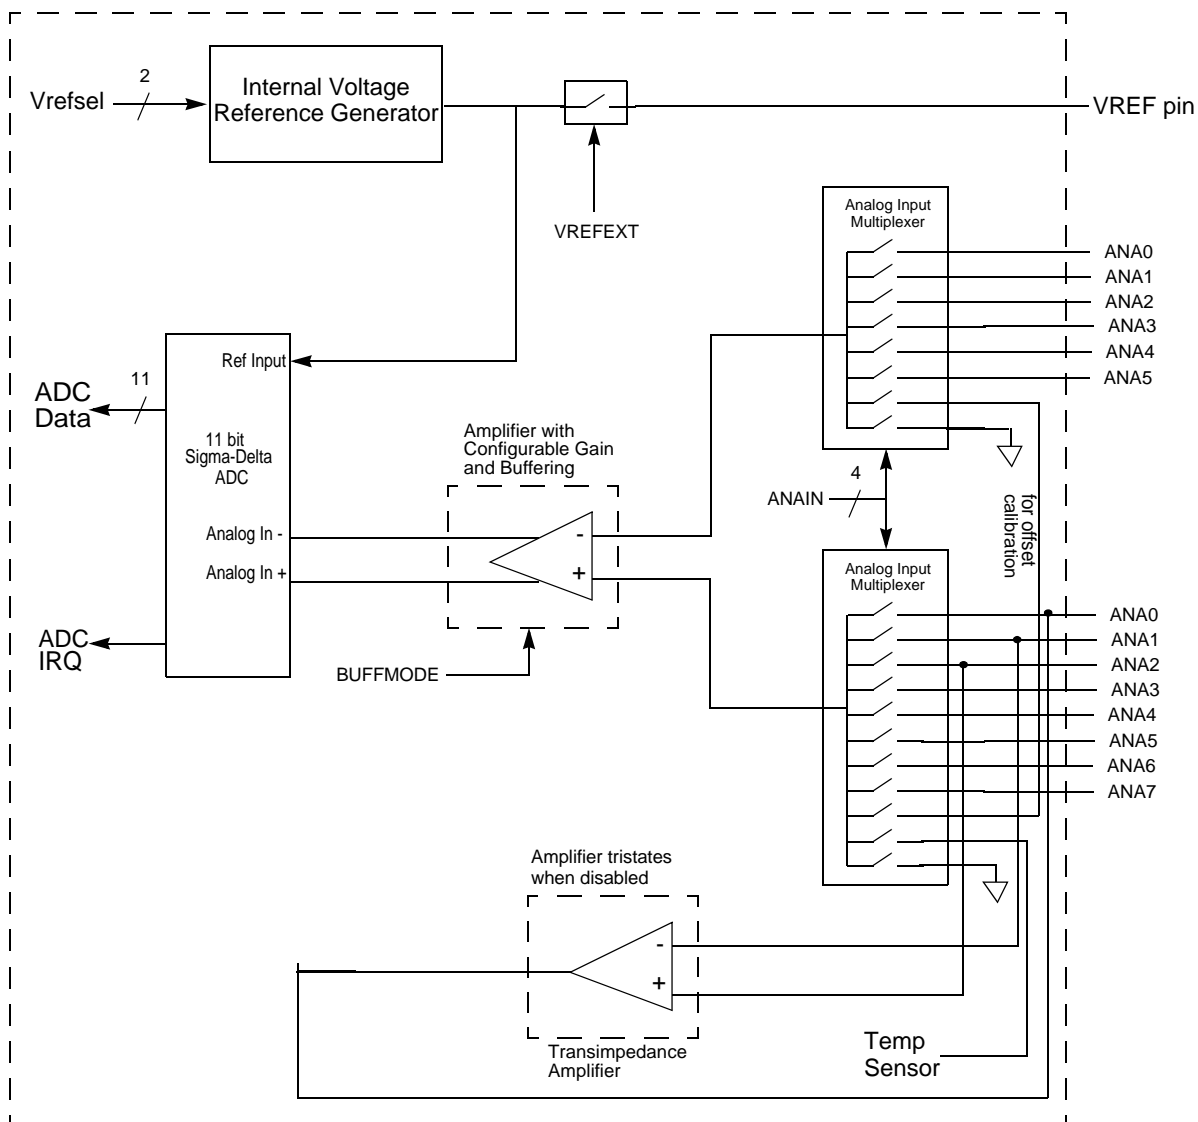 Vrefsel
2
Internal Voltage
Reference Generator
VREF pin
VREFEXT
Analog Input
Multiplexer
ANA0
ANA1
ANA2
ANA3
ANA4
ANA5
Ref Input
ADC
Data
11
11 bit
Sigma-Delta
ADC
Analog In -
Analog In +
ADC
IRQ
Amplifier with
Configurable Gain
and Buffering
-
+
BUFFMODE
ANAIN
4
for offset
calibration
Analog Input
Multiplexer
ANA0
ANA1
ANA2
ANA3
ANA4
ANA5
ANA6
ANA7
Amplifier tristates
when disabled
-
+
Transimpedance
Amplifier
Temp
Sensor